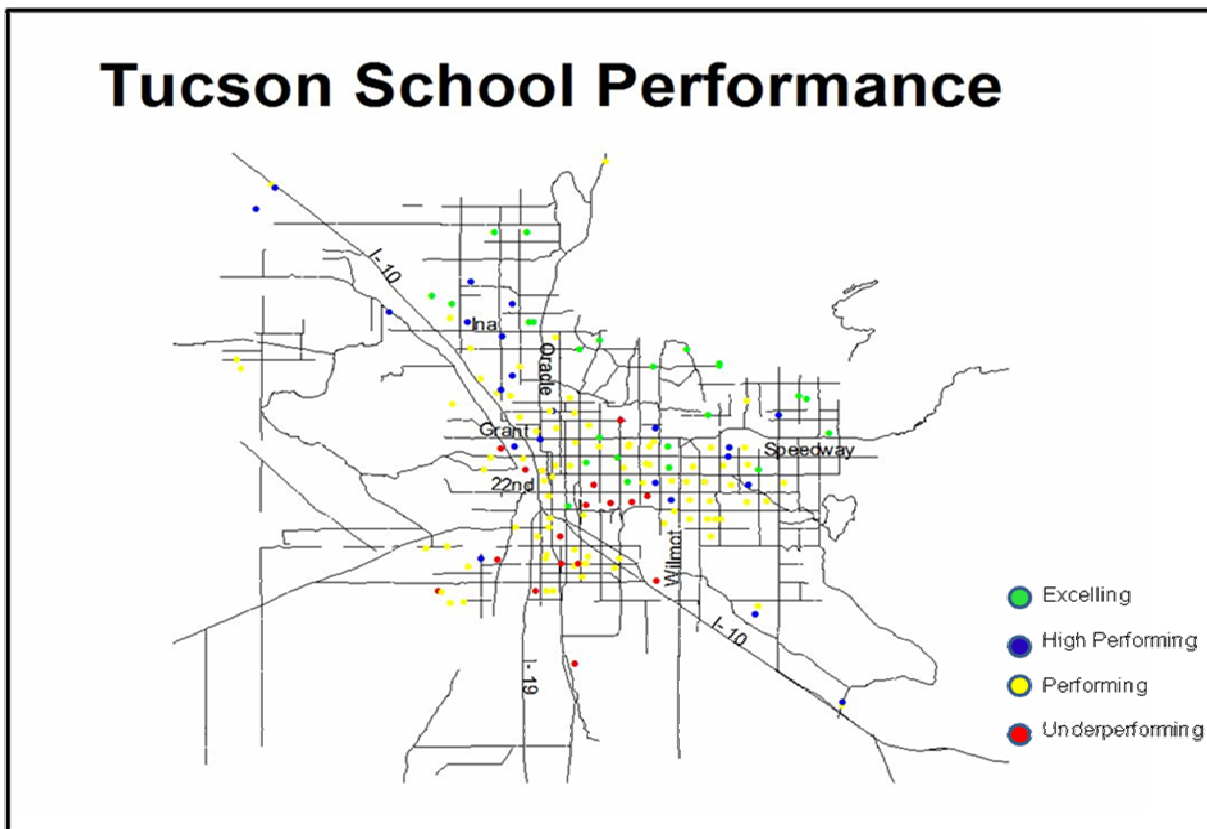 Tucson School Performance
I-10
Ina
Oracle
Grant
Speedway
22nd
Wilmot
I-10
I-19
Excelling
High Performing
Performing
Underperforming